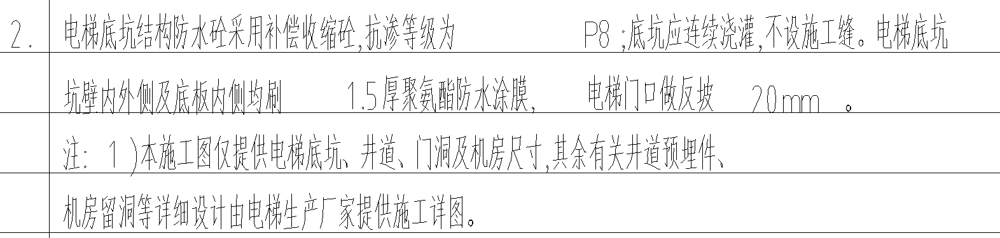 2. 电梯底坑结构防水砼采用补偿收缩砼,抗渗等级为 P8 ;底坑应连续浇灌,不设施工缝。电梯底坑
坑壁内外侧及底板内侧均刷 1.5厚聚氨酯防水涂膜, 电梯门口做反坡 20mm 。
注: 1 )本施工图仅提供电梯底坑、井道、门洞及机房尺寸,其余有关井道预埋件、
机房留洞等详细设计由电梯生产厂家提供施工详图。